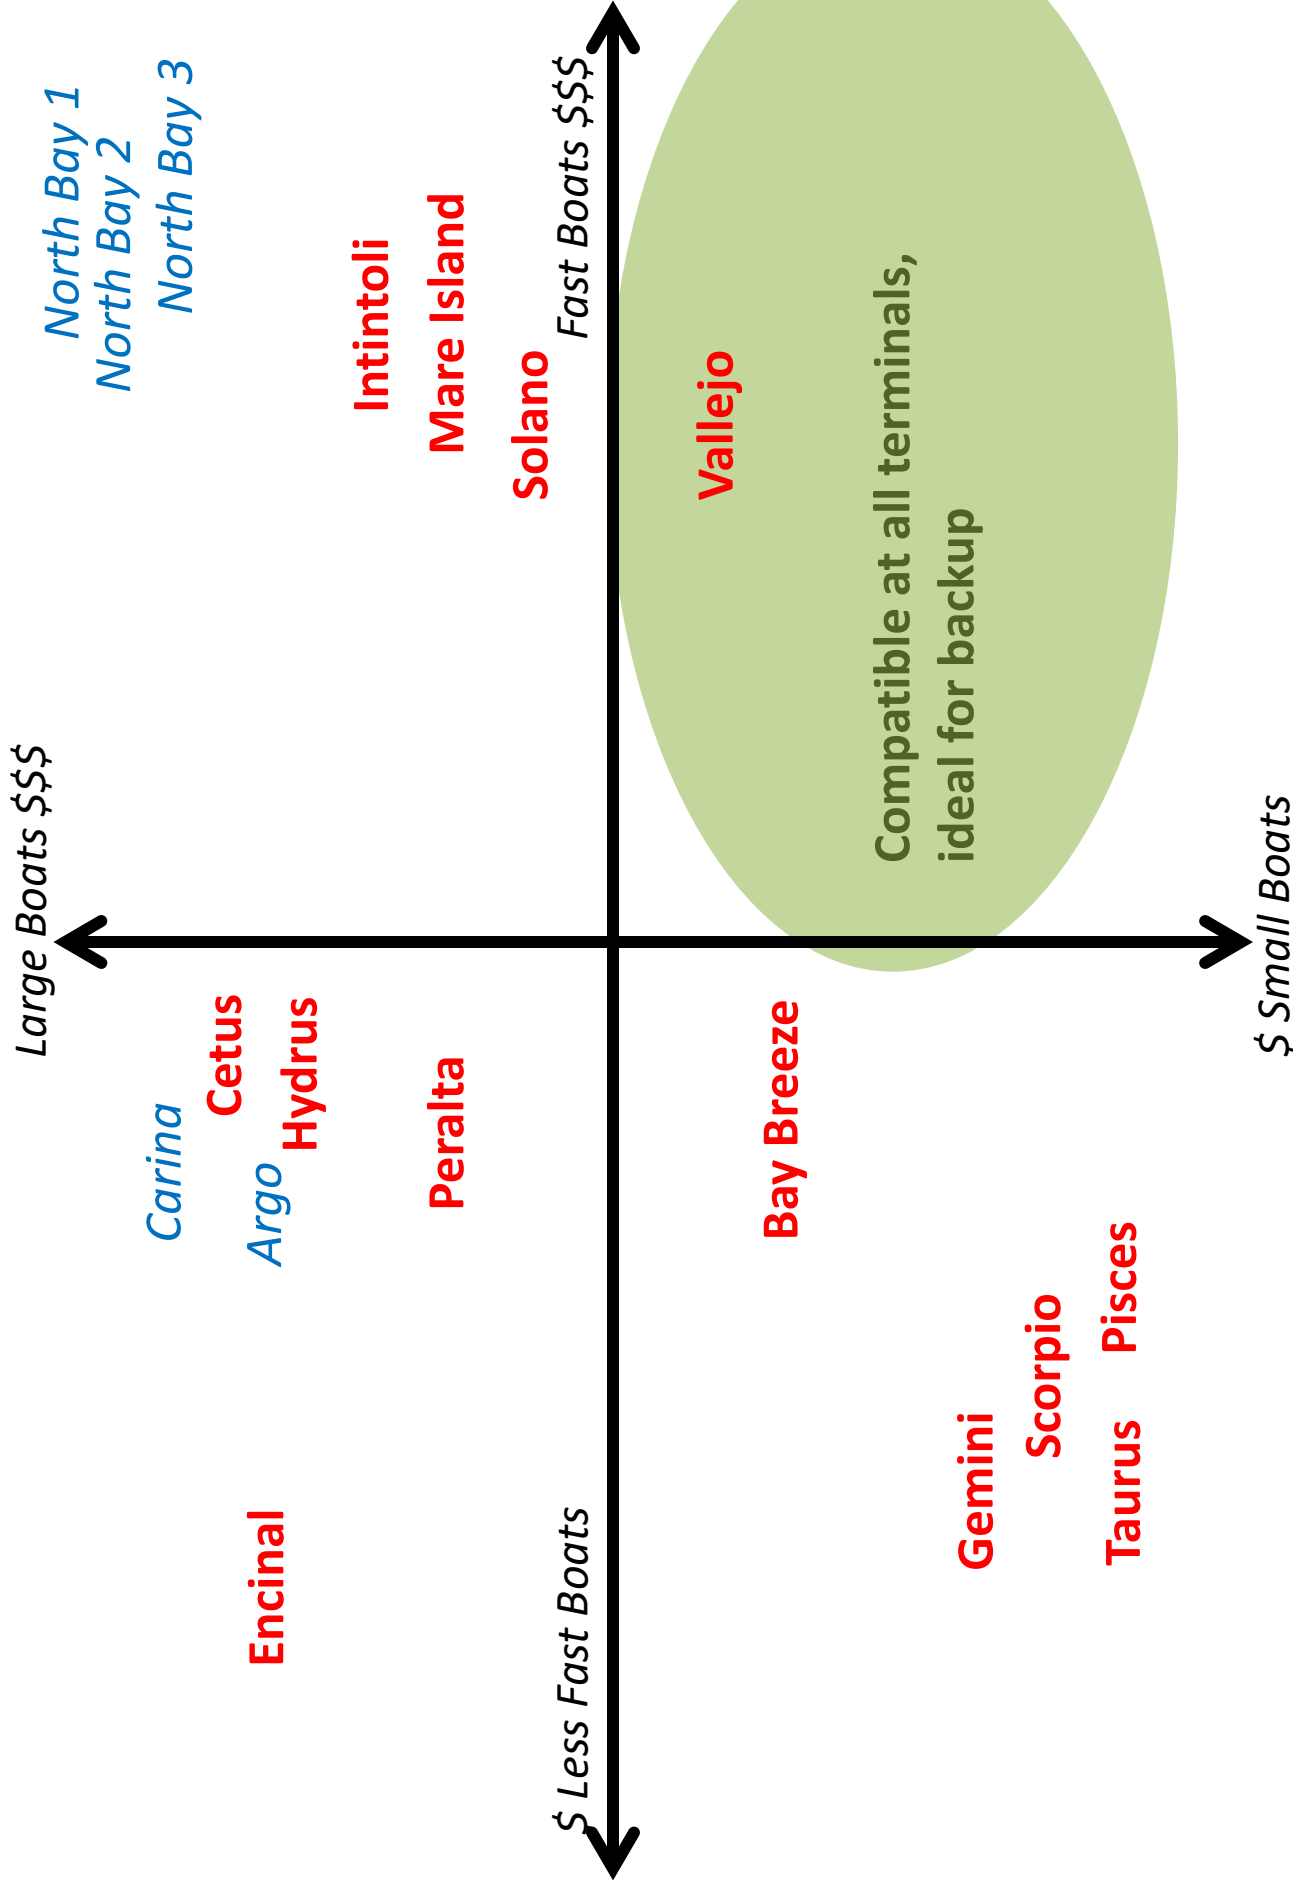 Large Boats $$$
North Bay 1
North Bay 2
North Bay 3
Carina
Cetus
Argo
Hydrus
Encinal
Intintoli
Peralta
Mare Island
Solano
$ Less Fast Boats
Fast Boats $$$
Vallejo
Bay Breeze
Compatible at all terminals,
ideal for backup
Gemini
Scorpio
Taurus
Pisces
$ Small Boats